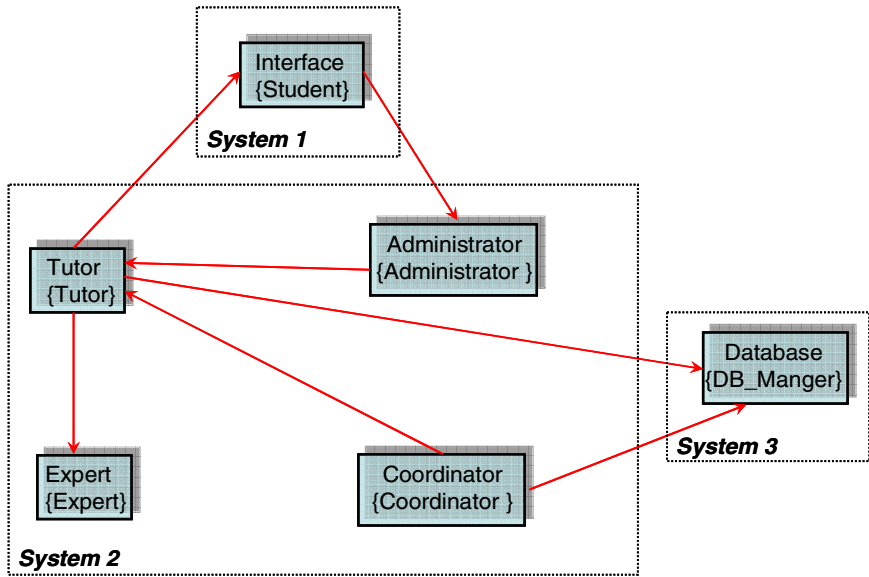 Interface
{Student}
System 1
Administrator
{Administrator }
Tutor
{Tutor}
Database
{DB_Manger}
System 3
Expert
{Expert}
Coordinator
{Coordinator }
System 2